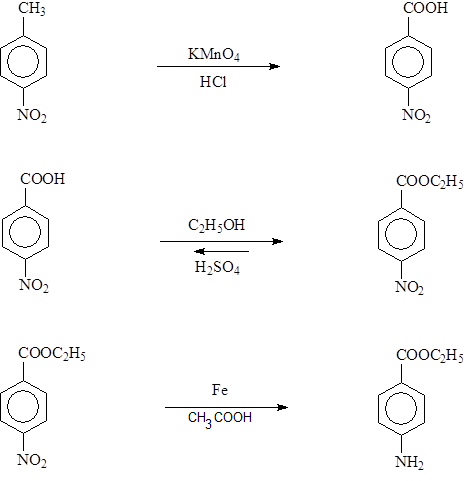 CH3 COOH
KMnO4
HCl
NO2 NO2
COOH COOC2H5
C2H5OH
H2SO4
NO2 NO2
COOC2H5 COOC2H5
Fe
CH3COOH
NO2 NH2